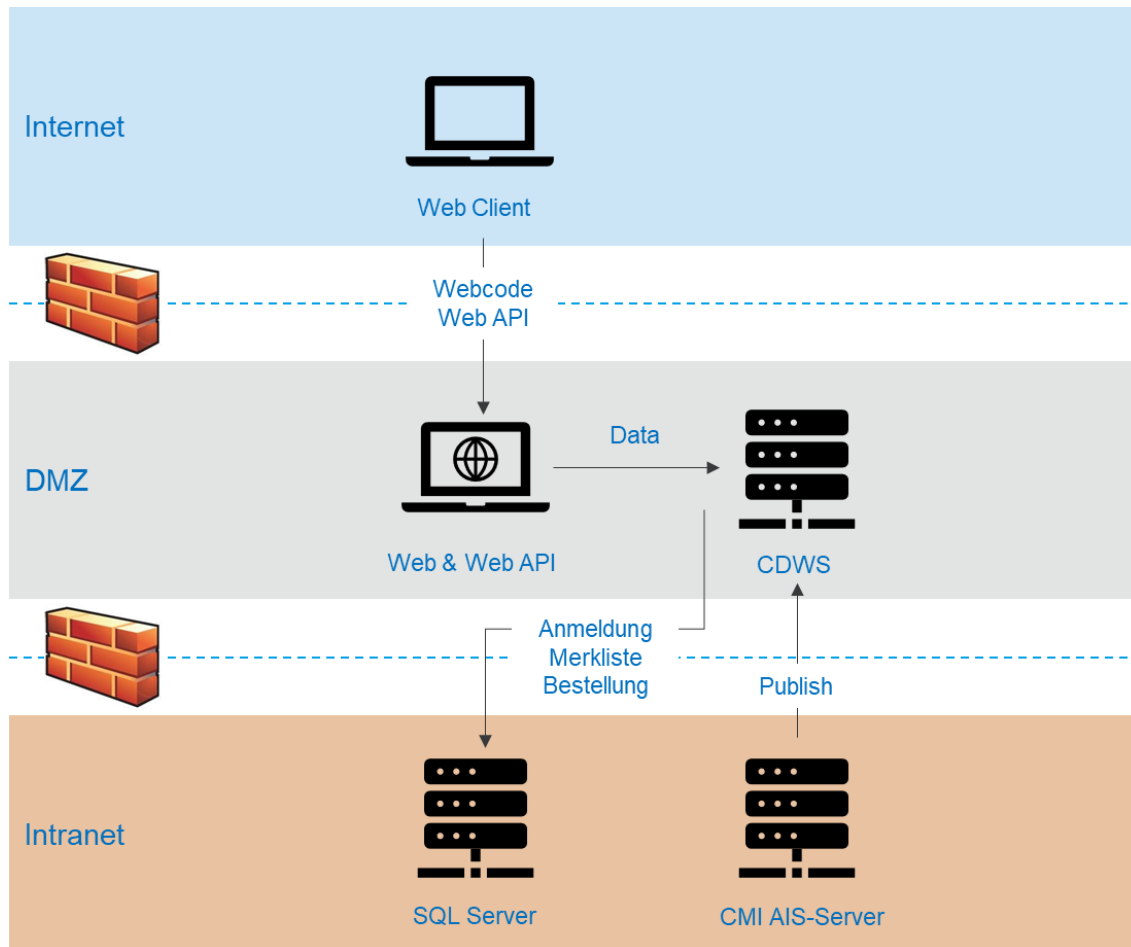 Internet
Web Client
Webcode
Web API
DMZ
Data
Web & Web API
CDWS
Anmeldung
Merkliste
Bestellung
Publish
Intranet
SQL Server
CMI AIS-Server